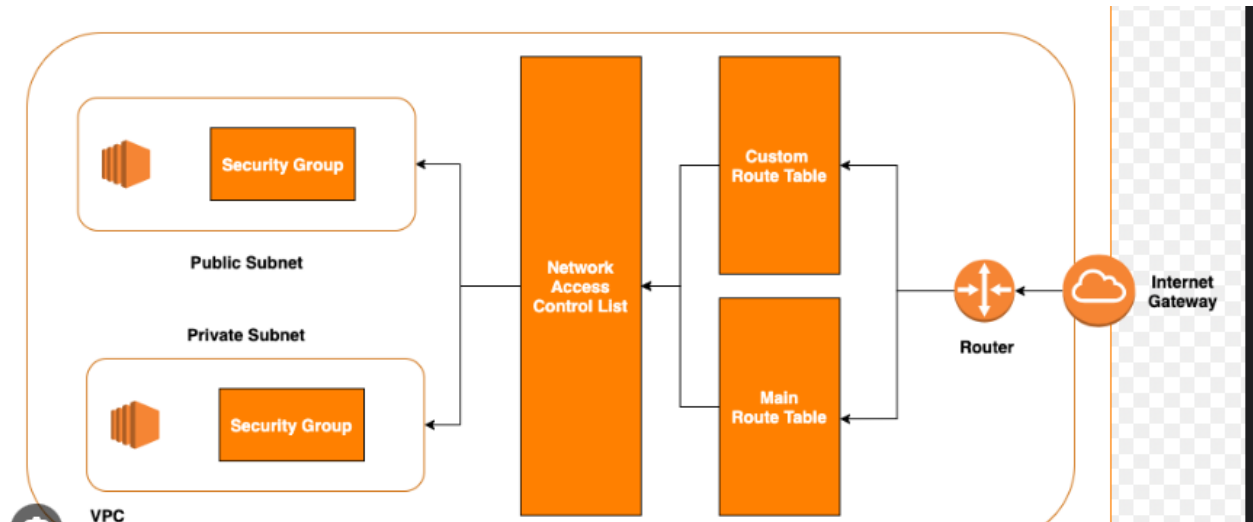 Security Group
Public Subnet
Private Subnet
Security Group
VPC
Network
Access
Control List
Custom
Route Table
Main
Route Table
Router
Internet
Gateway